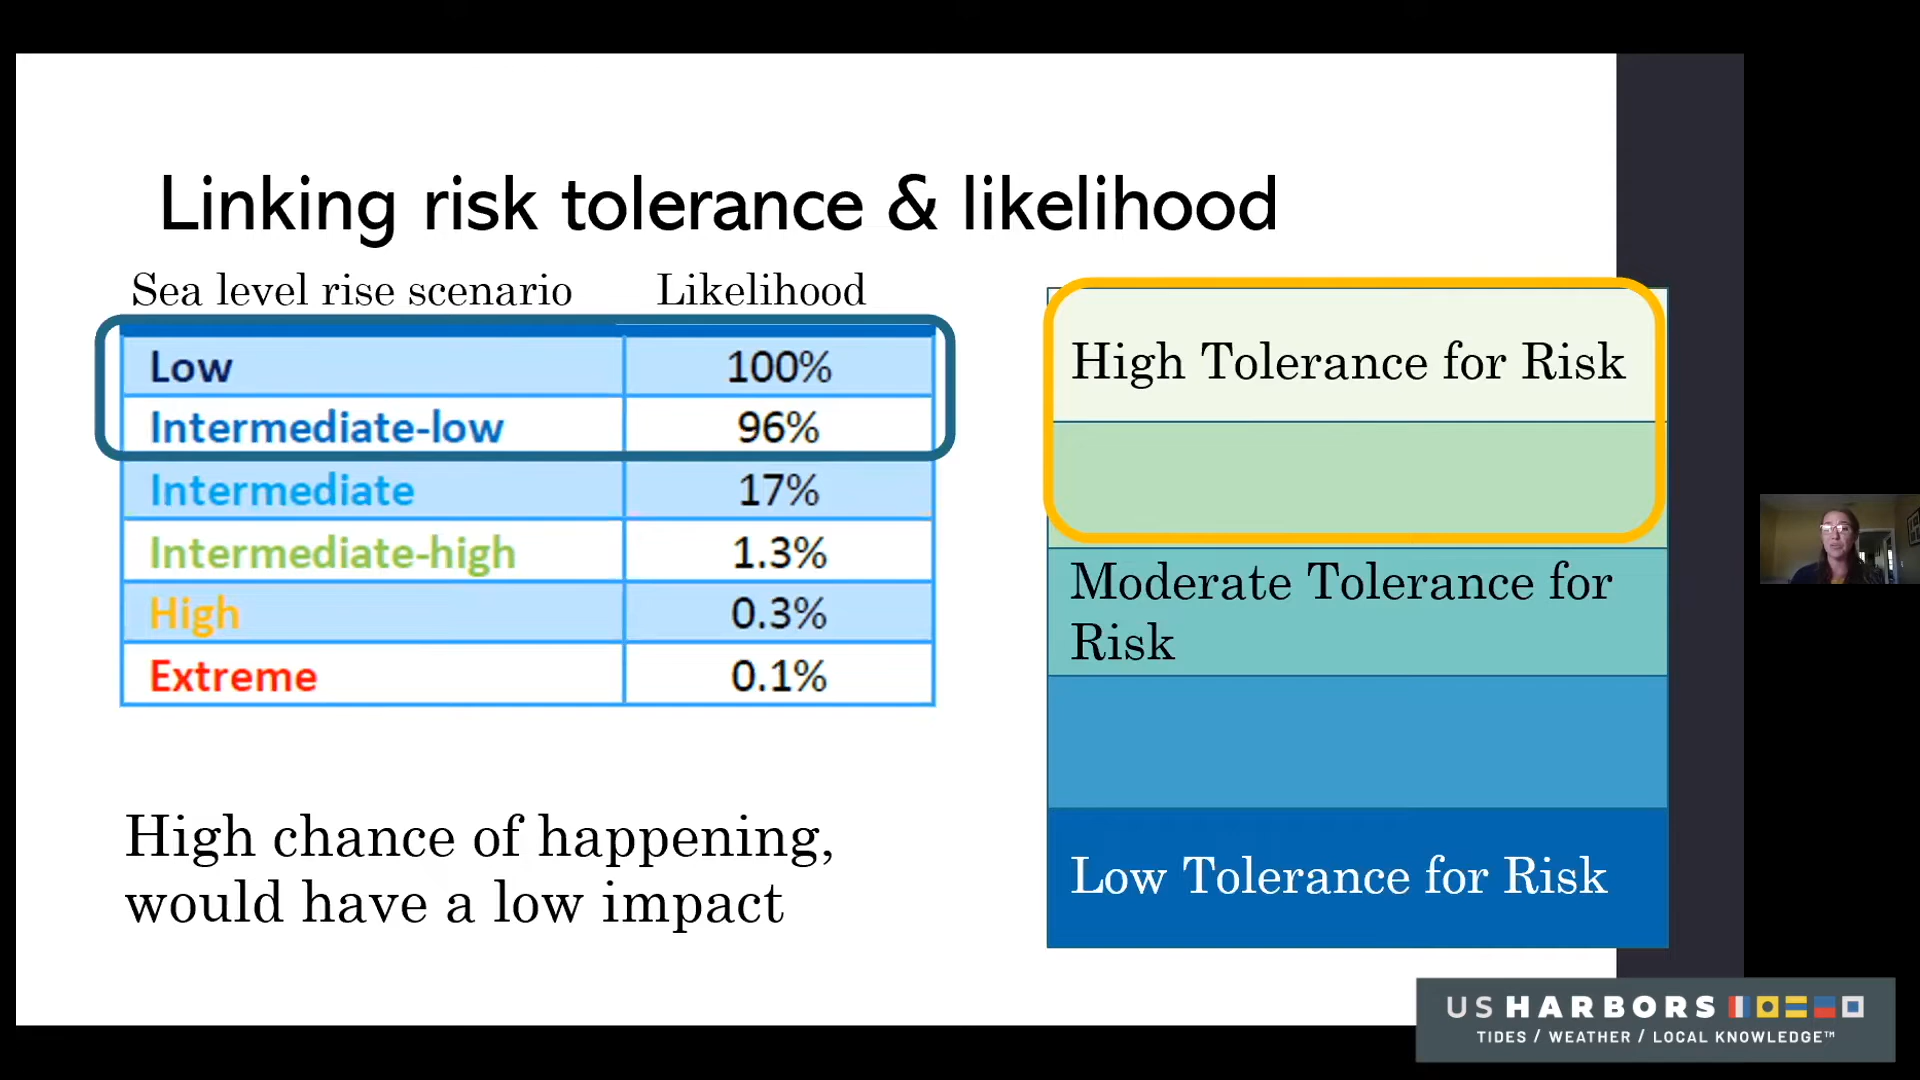 Linking risk tolerance & likelihood
Sea level rise scenario Likelihood
Low 100%
Intermediate-low 96%
Intermediate 17%
Intermediate-high 1.3%
High 0.3%
Extreme 0.1%
High chance of happening,
would have a low impact
High Tolerance for Risk
Moderate Tolerance for
Risk
Low Tolerance for Risk
US HARBORS
TIDES / WEATHER / LOCAL KNOWLEDGE™